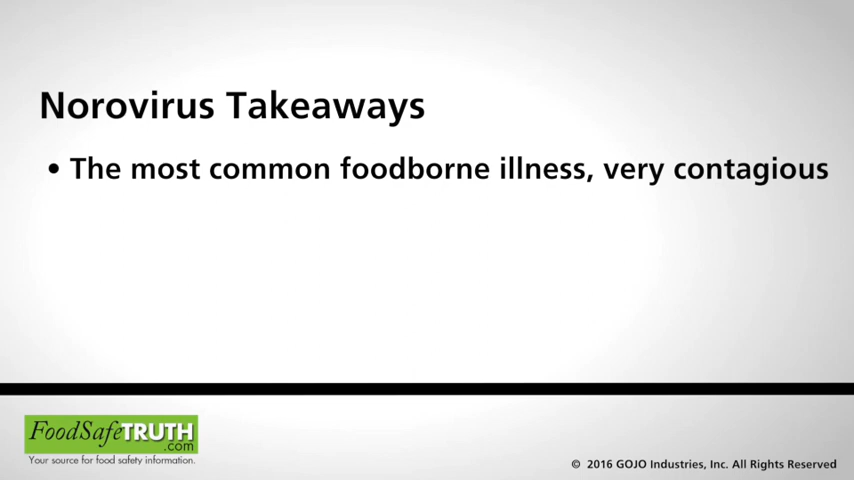 Norovirus Takeaways
• The most common foodborne illness, very contagious
FoodSafeTRUTH
.com
Your source for food safety information.
© 2016 GOJO Industries, Inc. All Rights Reserved